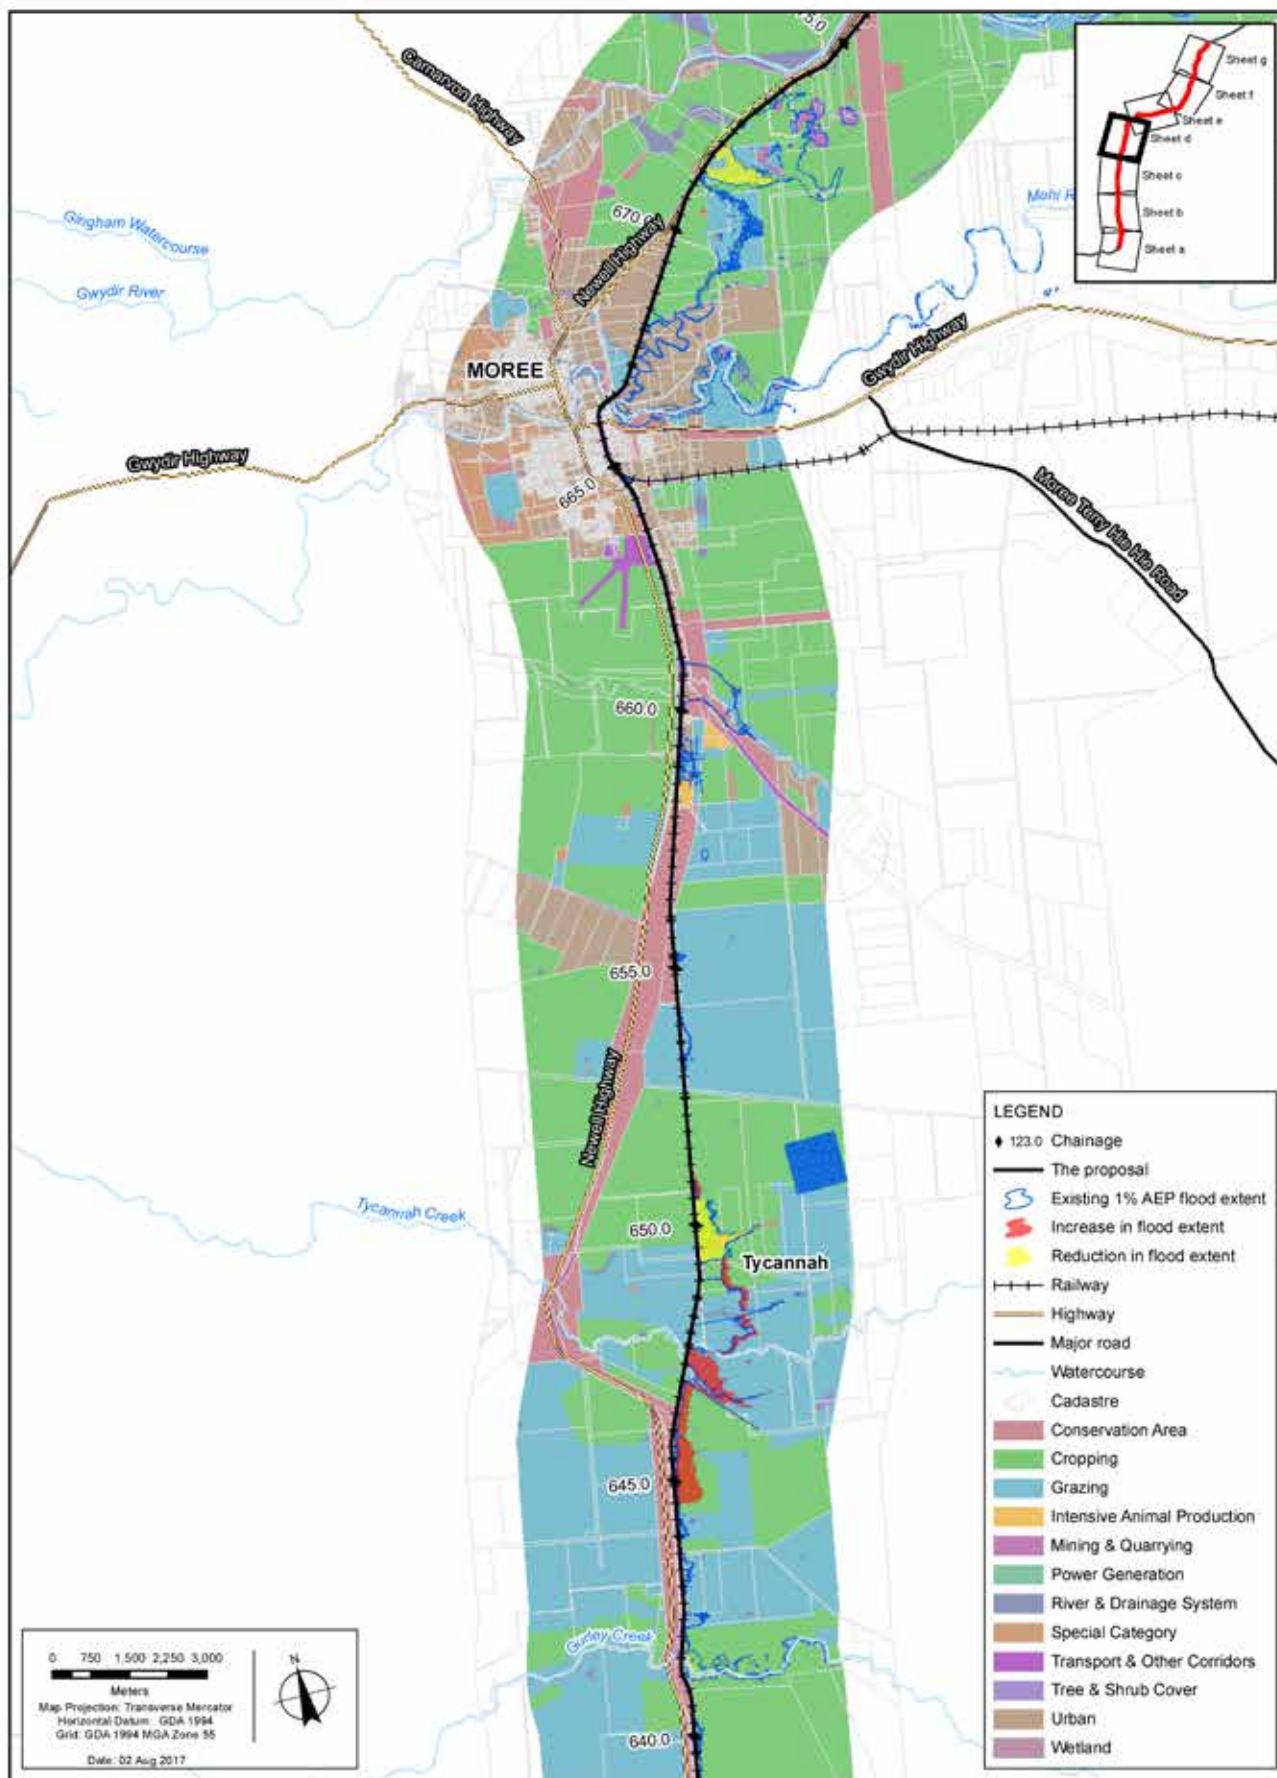 675.0
Carnarvon Highway
Sheet g
Sheet f
Sheet e
Sheet d
Sheet c
Sheet b
Sheet a
Mehi R
Gingham Watercourse
670.0
Newell Highway
Gwydir River
Gwydir Highway
MOREE
Gwydir Highway
665.0
Moree Terry Hie Hie Road
660.0
655.0
Newell Highway
Tycannah Creek
650.0
Tycannah
645.0
Gurley Creek
640.0
LEGEND
123.0 Chainage
The proposal
Existing 1% AEP flood extent
Increase in flood extent
Reduction in flood extent
Railway
Highway
Major road
Watercourse
Cadastre
Conservation Area
Cropping
Grazing
Intensive Animal Production
Mining & Quarrying
Power Generation
River & Drainage System
Special Category
Transport & Other Corridors
Tree & Shrub Cover
Urban
Wetland
0 750 1,500 2,250 3,000
Meters
Map Projection: Transverse Mercator
Horizontal Datum: GDA 1994
Grid: GDA 1994 MGA Zone 55
Date: 02 Aug 2017
N